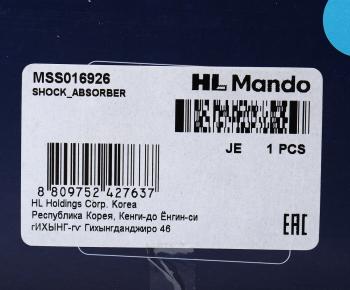 MSS016926
SHOCK_ABSORBER
HL Mando
JE 1 PCS
8 809752 427637
HL Holdings Corp. Korea
Республика Корея, Кенги-до Ёнгин-си
гИХЫНГ-гу Гихынгданджиро 46
EAC